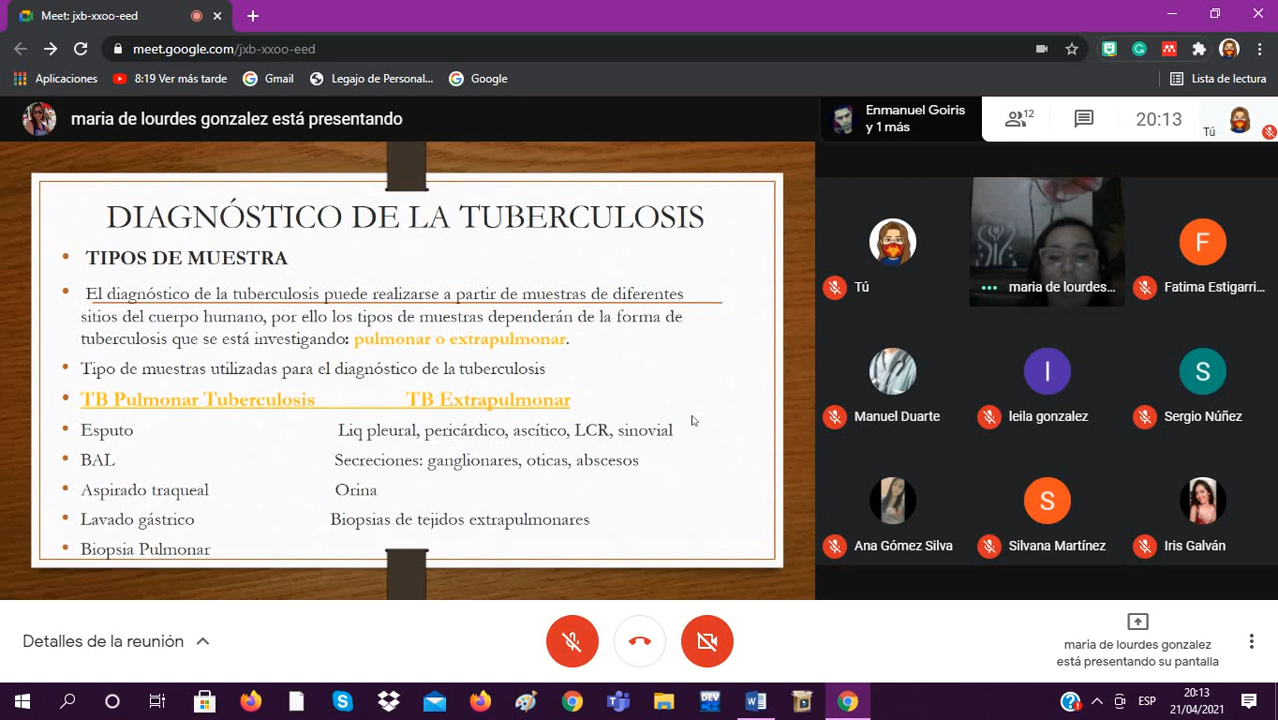 Meet: jxb-xxoo-eed
meet.google.com/jxb-xxoo-eed
Aplicaciones
8:19 Ver más tarde
Gmail
Legajo de Personal...
Google
Lista de lectura
maria de lourdes gonzalez está presentando
Enmanuel Goiris
y 1 más
12
20:13
Tú
DIAGNÓSTICO DE LA TUBERCULOSIS
TIPOS DE MUESTRA
El diagnóstico de la tuberculosis puede realizarse a partir de muestras de diferentes
sitios del cuerpo humano, por ello los tipos de muestras dependerán de la forma de
tuberculosis que se está investigando: pulmonar o extrapulmonar.
Tipo de muestras utilizadas para el diagnóstico de la tuberculosis
TB Pulmonar Tuberculosis TB Extrapulmonar
Esputo Liq pleural, pericárdico, ascítico, LCR, sinovial
BAL Secreciones: ganglionares, oticas, abscesos
Aspirado traqueal Orina
Lavado gástrico Biopsias de tejidos extrapulmonares
Biopsia Pulmonar
Tú
maria de lourdes...
F
Fatima Estigarri...
Manuel Duarte
I
leila gonzalez
S
Sergio Núñez
Ana Gómez Silva
S
Silvana Martínez
Iris Galván
Detalles de la reunión
maria de lourdes gonzalez
está presentando su pantalla
DEV
ESP
20:13
21/04/2021